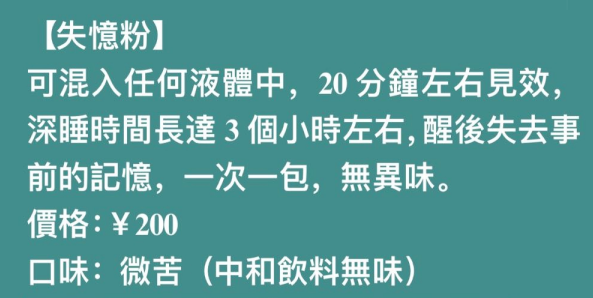 【失憶粉】
可混入任何液體中，20 分鐘左右見效，
深睡時間長達 3 個小時左右, 醒後失去事
前的記憶，一次一包，無異味。
價格：￥200
口味：微苦（中和飲料無味）